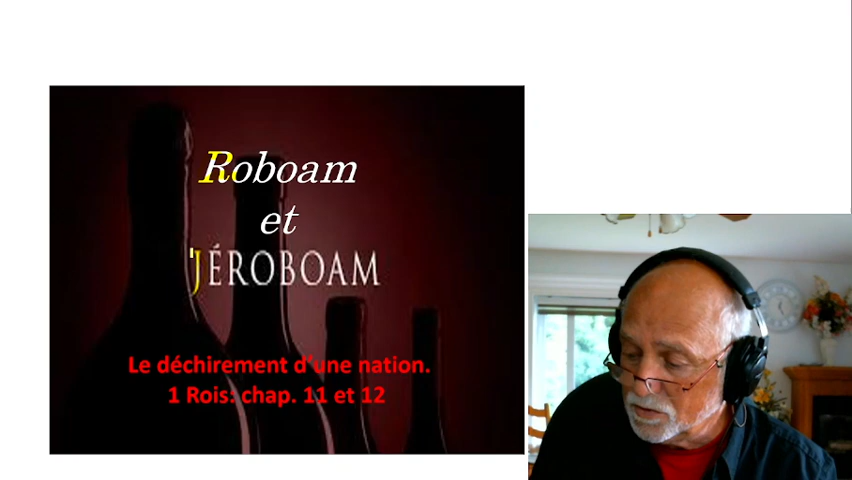 Roboam
et
JÉROBOAM
Le déchirement d'une nation.
1 Rois: chap. 11 et 12